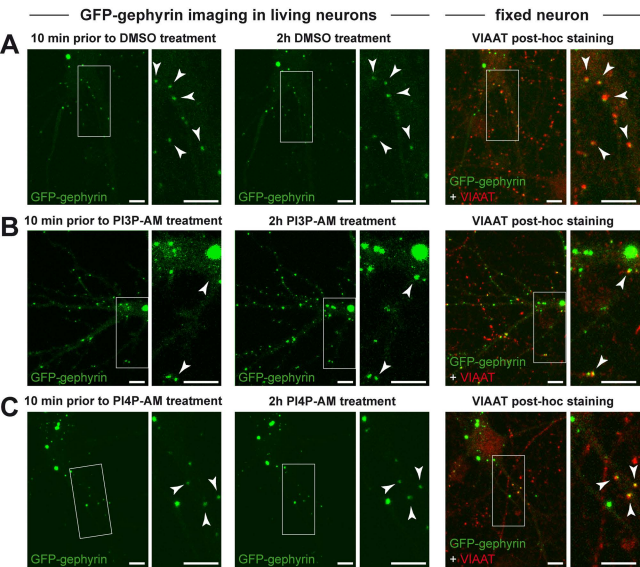 GFP-gephyrin imaging in living neurons
fixed neuron
A
10 min prior to DMSO treatment
2h DMSO treatment
VIAAT post-hoc staining
GFP-gephyrin
GFP-gephyrin
GFP-gephyrin
+ VIAAT
B
10 min prior to PI3P-AM treatment
2h PI3P-AM treatment
VIAAT post-hoc staining
GFP-gephyrin
GFP-gephyrin
GFP-gephyrin
+ VIAAT
C
10 min prior to PI4P-AM treatment
2h PI4P-AM treatment
VIAAT post-hoc staining
GFP-gephyrin
GFP-gephyrin
GFP-gephyrin
+ VIAAT